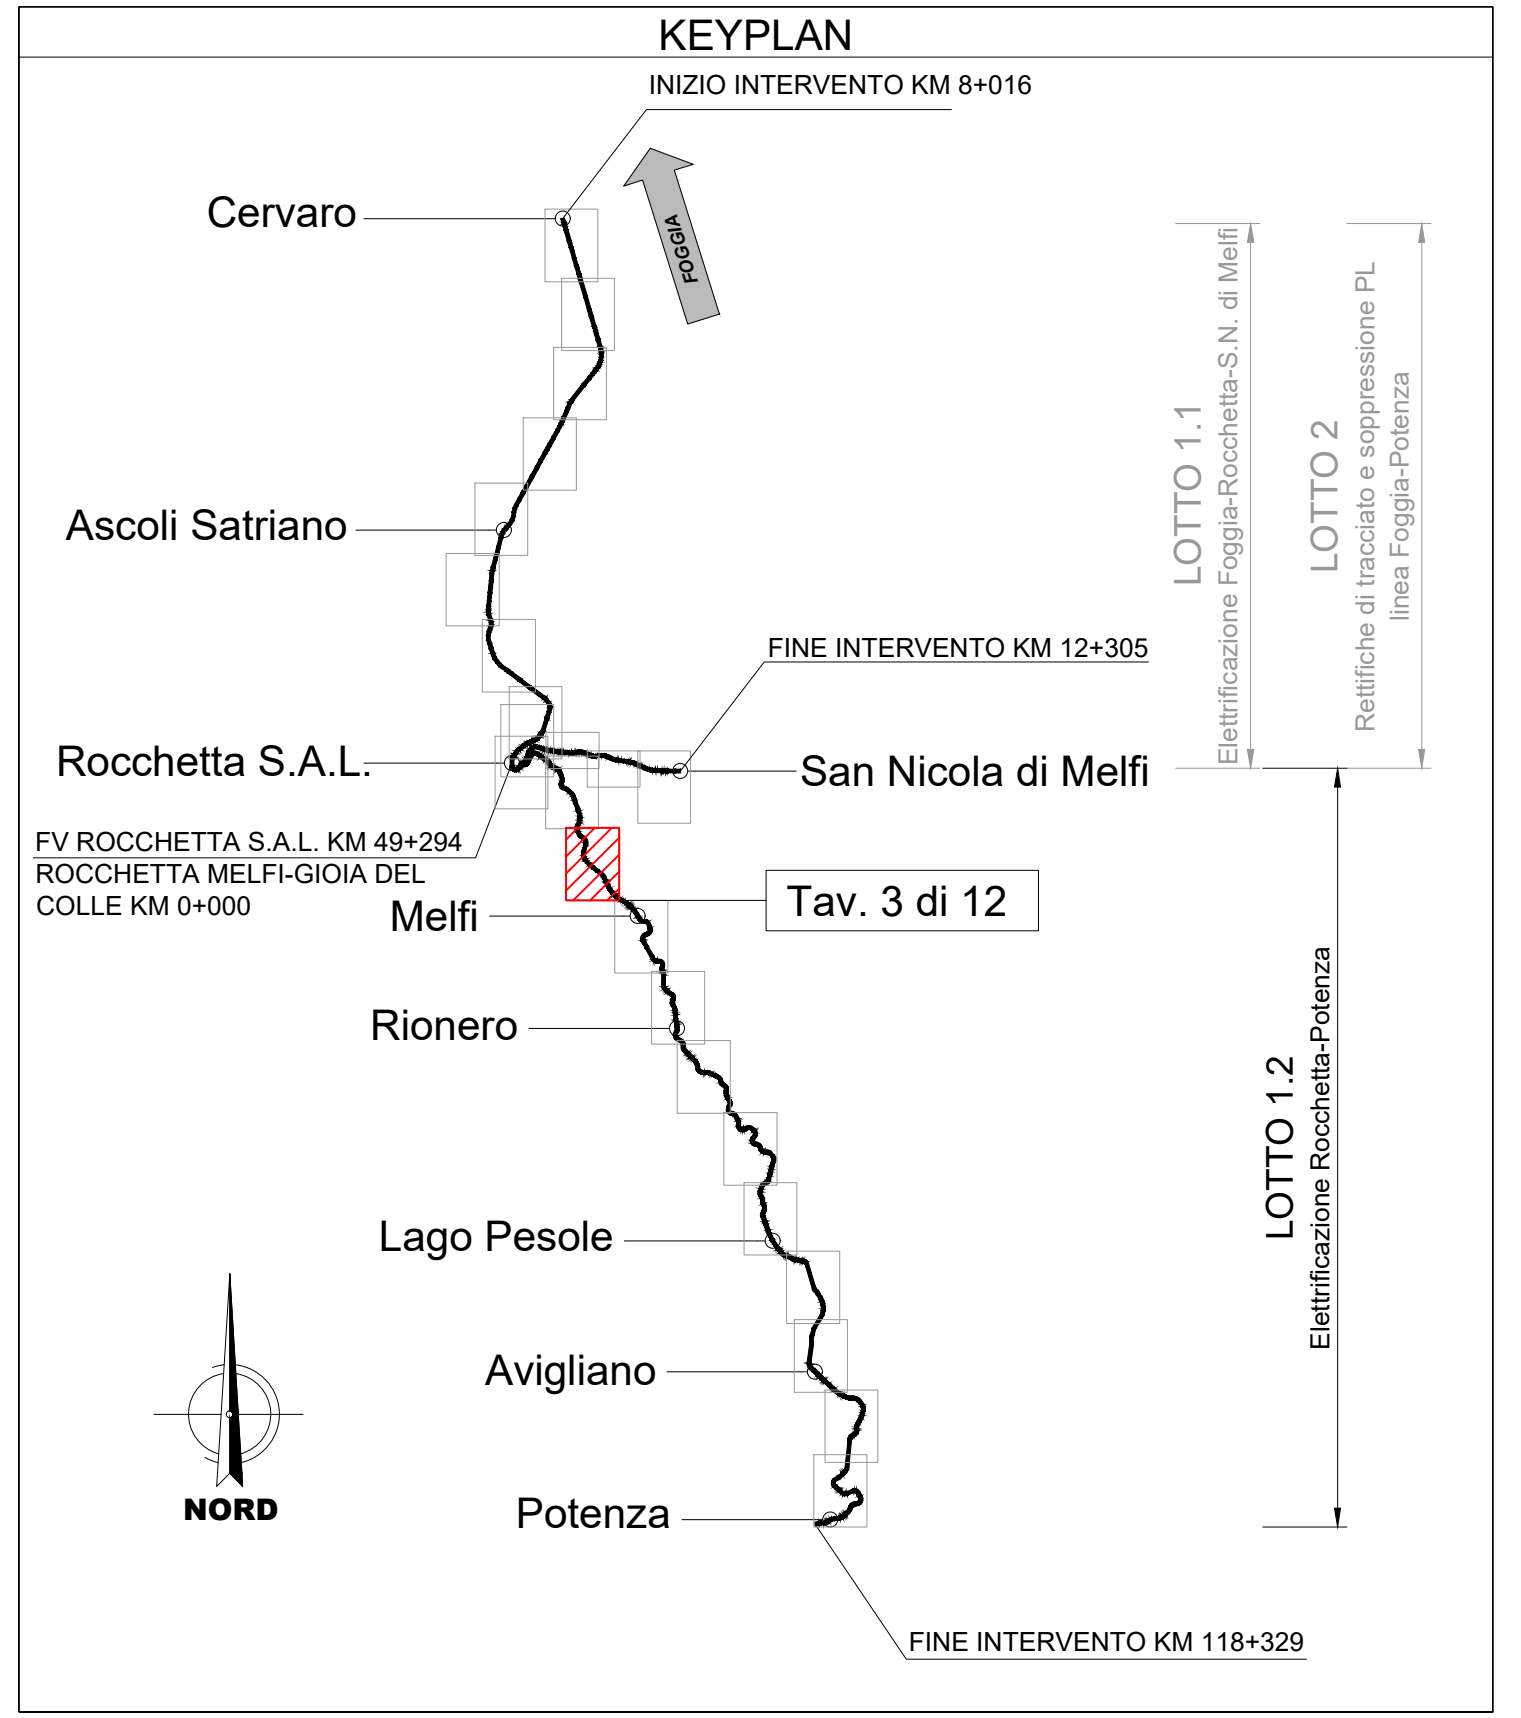 KEYPLAN
INIZIO INTERVENTO KM 8+016
Cervaro
FOGGIA
LOTTO 1.1
Elettrificazione Foggia-Rocchetta-S.N. di Melfi
LOTTO 2
Rettifiche di tracciato e soppressione PL
linea Foggia-Potenza
Ascoli Satriano
FINE INTERVENTO KM 12+305
Rocchetta S.A.L.
San Nicola di Melfi
FV ROCCHETTA S.A.L. KM 49+294
ROCCHETTA MELFI-GIOIA DEL
COLLE KM 0+000
Tav. 3 di 12
Melfi
Rionero
LOTTO 1.2
Elettrificazione Rocchetta-Potenza
Lago Pesole
Avigliano
NORD
Potenza
FINE INTERVENTO KM 118+329